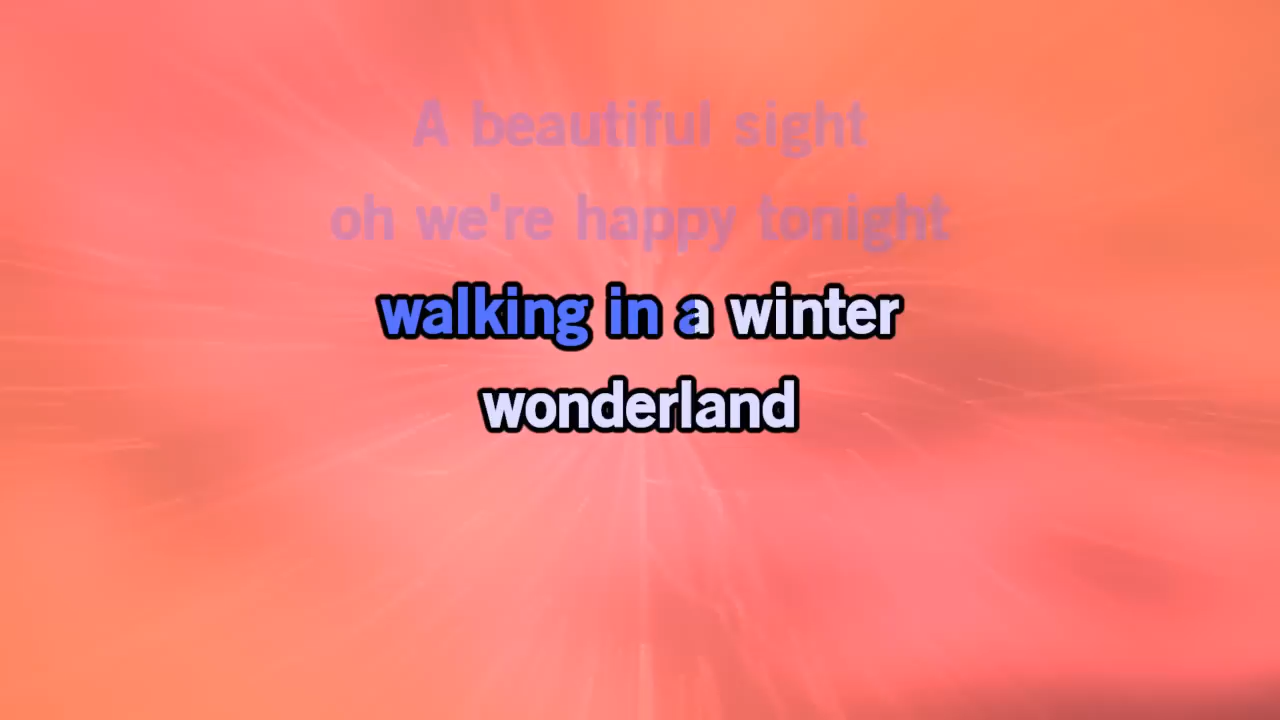 A beautiful sight
oh we're happy tonight
walking in a winter
wonderland